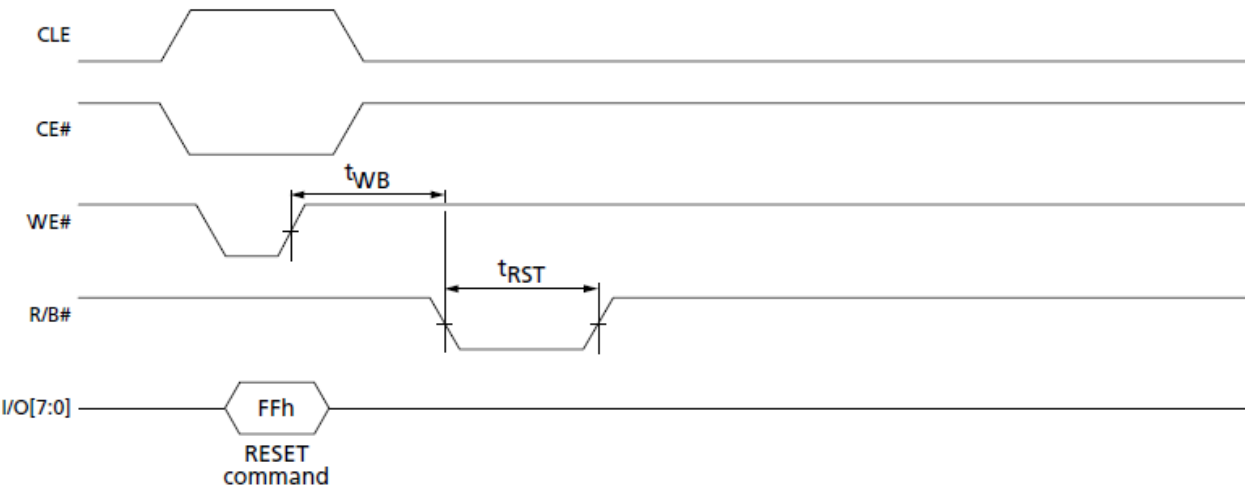 CLE
CE#
tWB
WE#
tRST
R/B#
I/O[7:0]
FFh
RESET
command